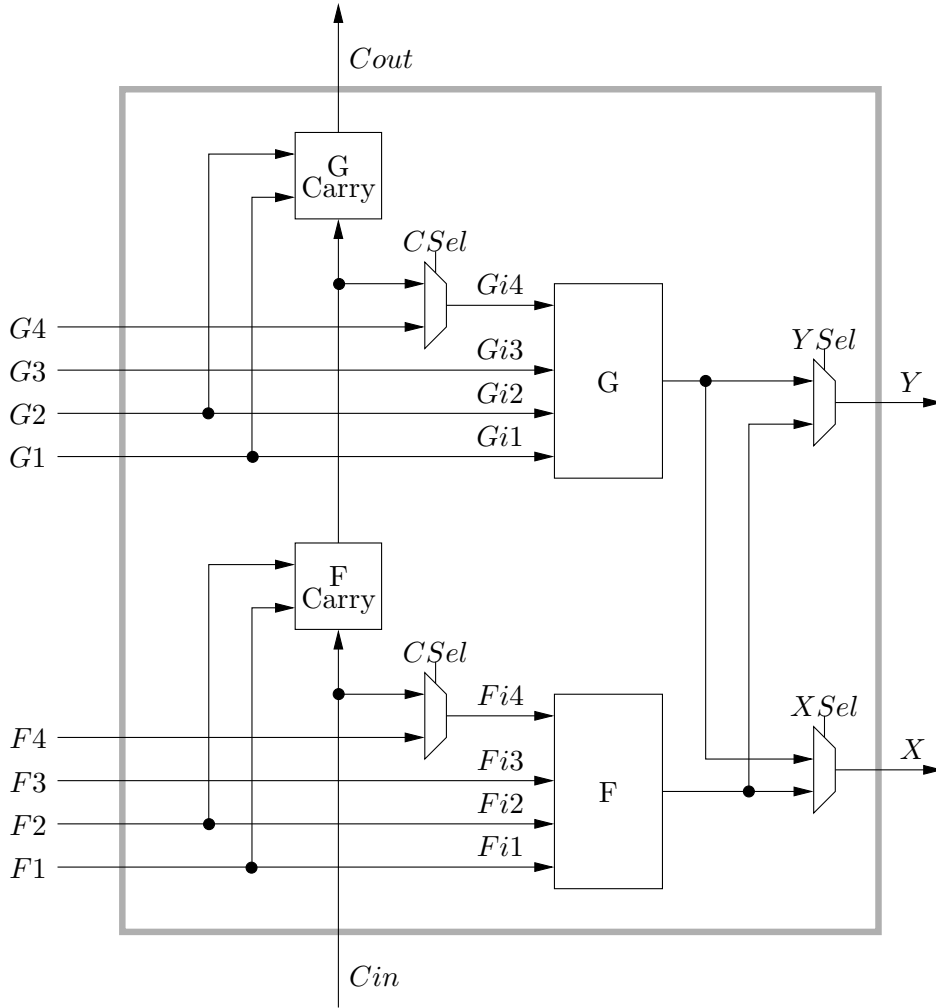 Cout
G
Carry
CSel
G4
Gi4
YSel
G3
Gi3
G
Y
G2
Gi2
G1
Gi1
F
Carry
CSel
Fi4
XSel
F4
X
F3
Fi3
F
F2
Fi2
F1
Fi1
Cin